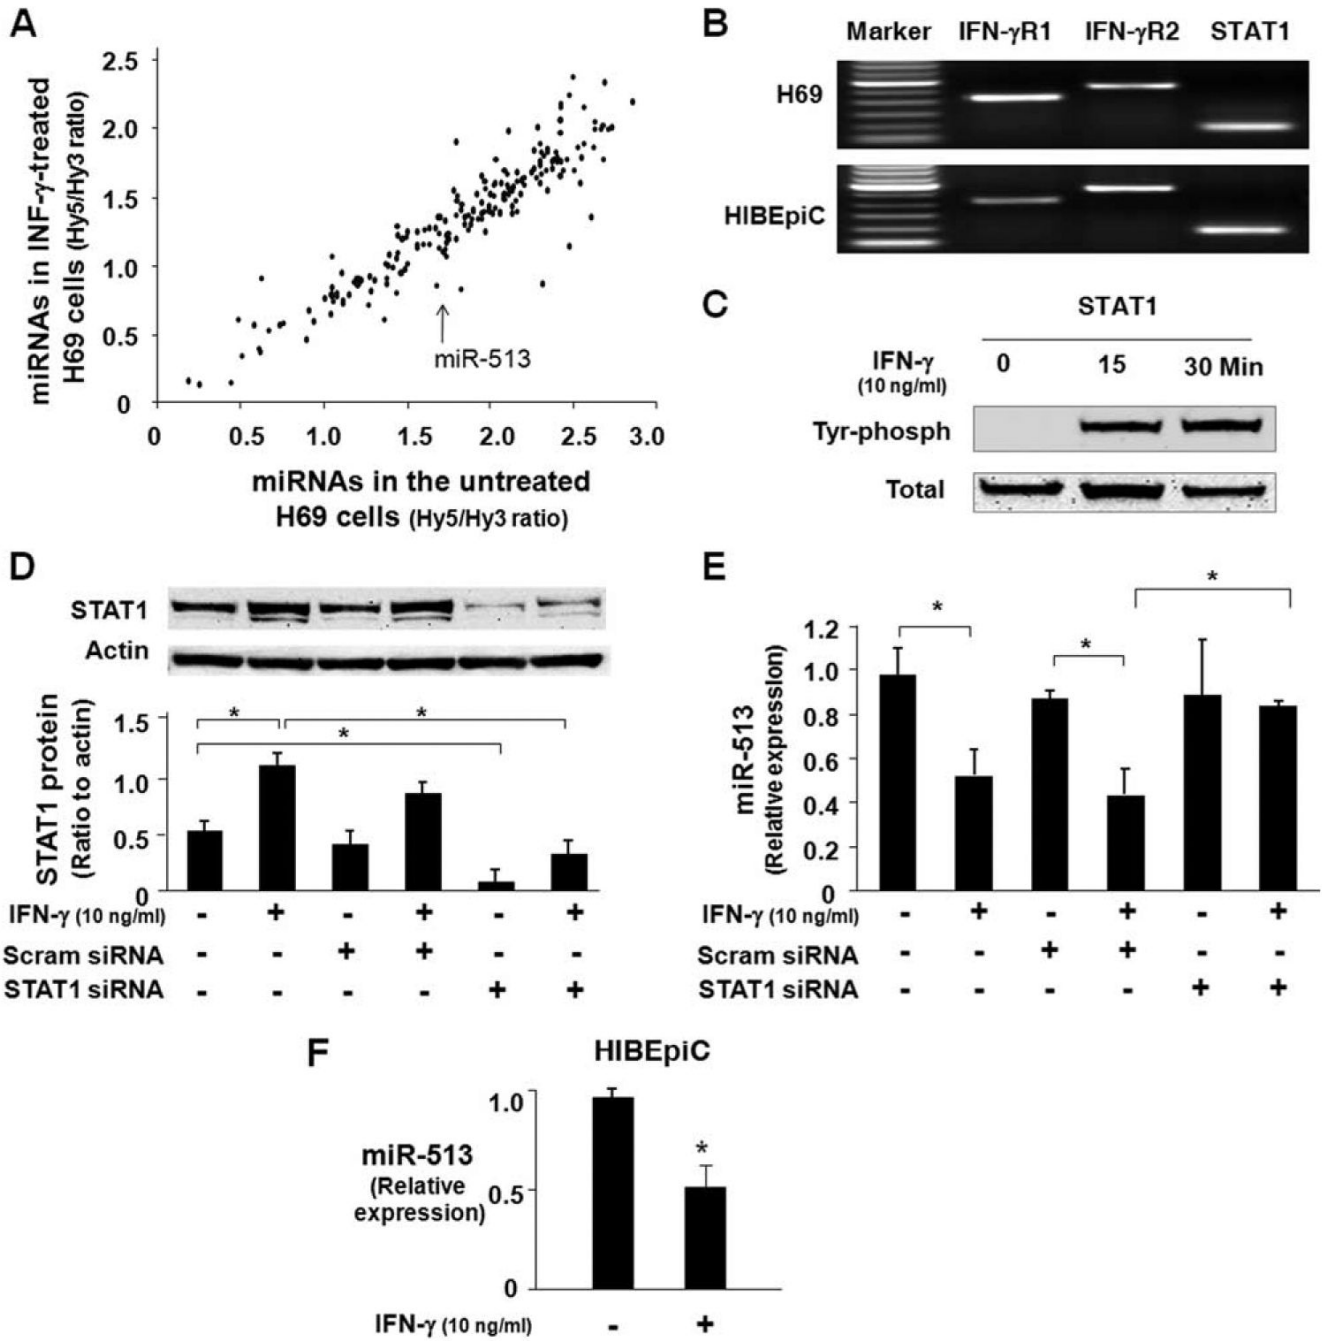 A
miRNAs in INF-γ-treated
H69 cells (Hy5/Hy3 ratio)
2.5
2.0
1.5
1.0
0.5
0
0 0.5 1.0 1.5 2.0 2.5 3.0
miR-513
miRNAs in the untreated
H69 cells (Hy5/Hy3 ratio)
B
Marker IFN-γR1 IFN-γR2 STAT1
H69
HIBEpiC
C
STAT1
IFN-γ
(10 ng/ml)
0 15 30 Min
Tyr-phosph
Total
D
STAT1
Actin
STAT1 protein
(Ratio to actin)
1.5
1.0
0.5
0
* * *
IFN-γ (10 ng/ml) - + - + - +
Scram siRNA - - + + - -
STAT1 siRNA - - - - + +
E
miR-513
(Relative expression)
1.2
1.0
0.8
0.6
0.4
0.2
0
* * *
IFN-γ (10 ng/ml) - + - + - +
Scram siRNA - - + + - -
STAT1 siRNA - - - - + +
F
HIBEpiC
miR-513
(Relative
expression)
1.0
0.5
0
*
IFN-γ (10 ng/ml) - +